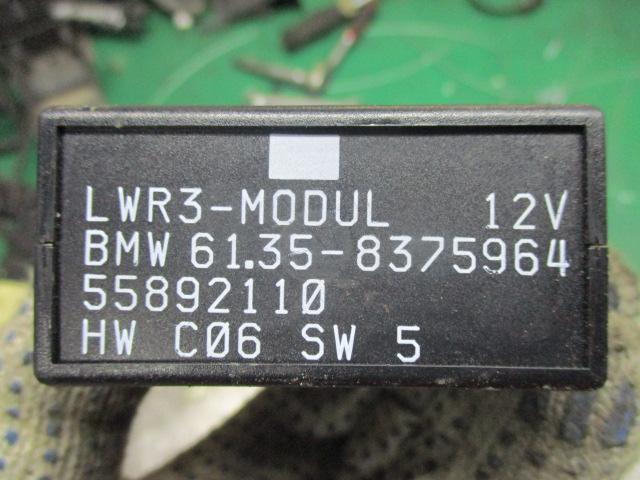 LWR3-MODUL 12V
BMW 61.35-8375964
55892110
HW C06 SW 5